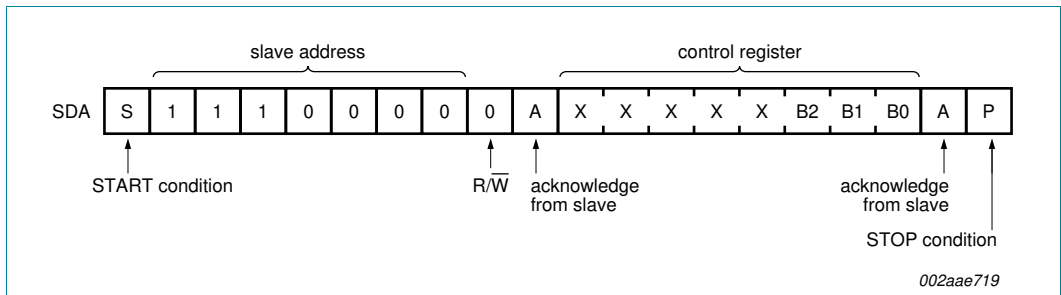 slave address control register
SDA S 1 1 1 0 0 0 0 0 A X X X X X B2 B1 B0 A P
START condition R/W̅ acknowledge from slave acknowledge from slave
STOP condition
002aae719